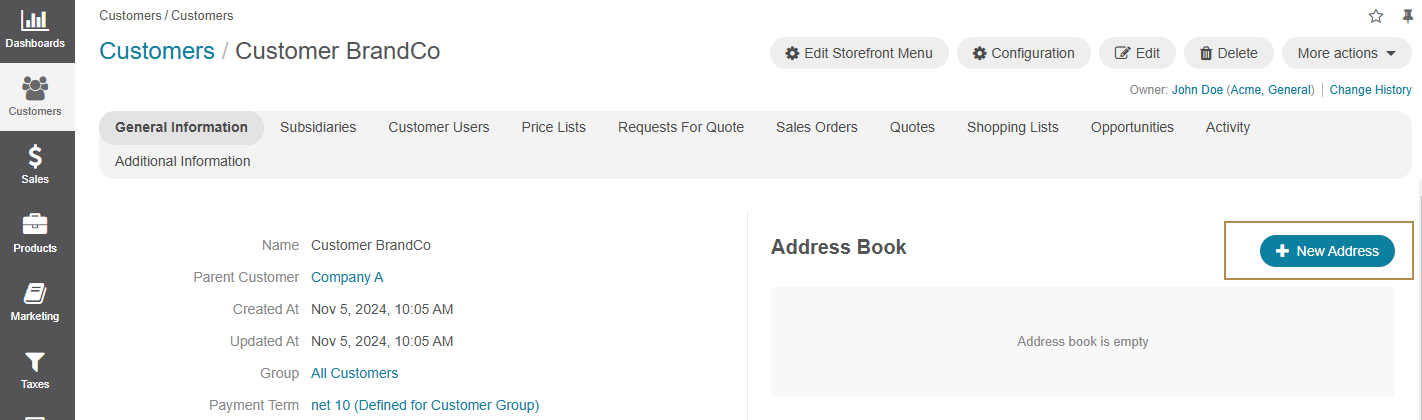 Dashboards
Customers
Sales
Products
Marketing
Taxes
Customers / Customers
Customers / Customer BrandCo
Edit Storefront Menu Configuration Edit Delete More actions
Owner: John Doe (Acme, General) Change History
General Information Subsidiaries Customer Users Price Lists Requests For Quote Sales Orders Quotes Shopping Lists Opportunities Activity
Additional Information
Name Customer BrandCo
Parent Customer Company A
Created At Nov 5, 2024, 10:05 AM
Updated At Nov 5, 2024, 10:05 AM
Group All Customers
Payment Term net 10 (Defined for Customer Group)
Address Book
New Address
Address book is empty